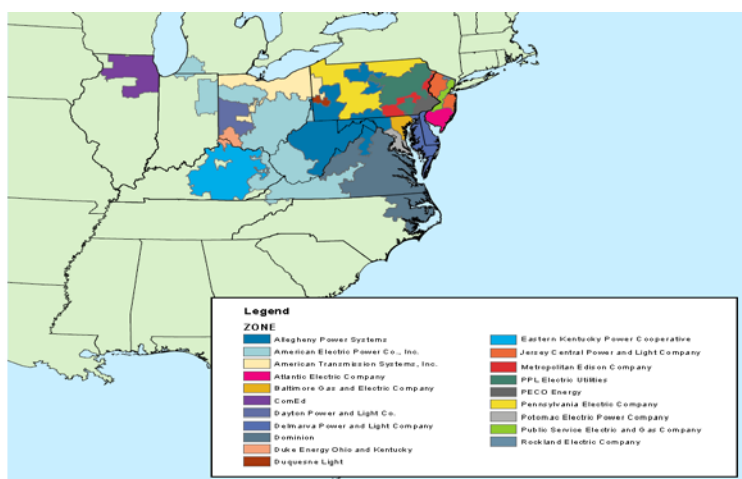 Legend
ZONE
Allegheny Power Systems
American Electric Power Co., Inc.
American Transmission Systems, Inc.
Atlantic Electric Company
Baltimore Gas and Electric Company
ComEd
Dayton Power and Light Co.
Delmarva Power and Light Company
Dominion
Duke Energy Ohio and Kentucky
Duquesne Light
Eastern Kentucky Power Cooperative
Jersey Central Power and Light Company
Metropolitan Edison Company
PPL Electric Utilities
PECO Energy
Pennsylvania Electric Company
Potomac Electric Power Company
Public Service Electric and Gas Company
Rockland Electric Company